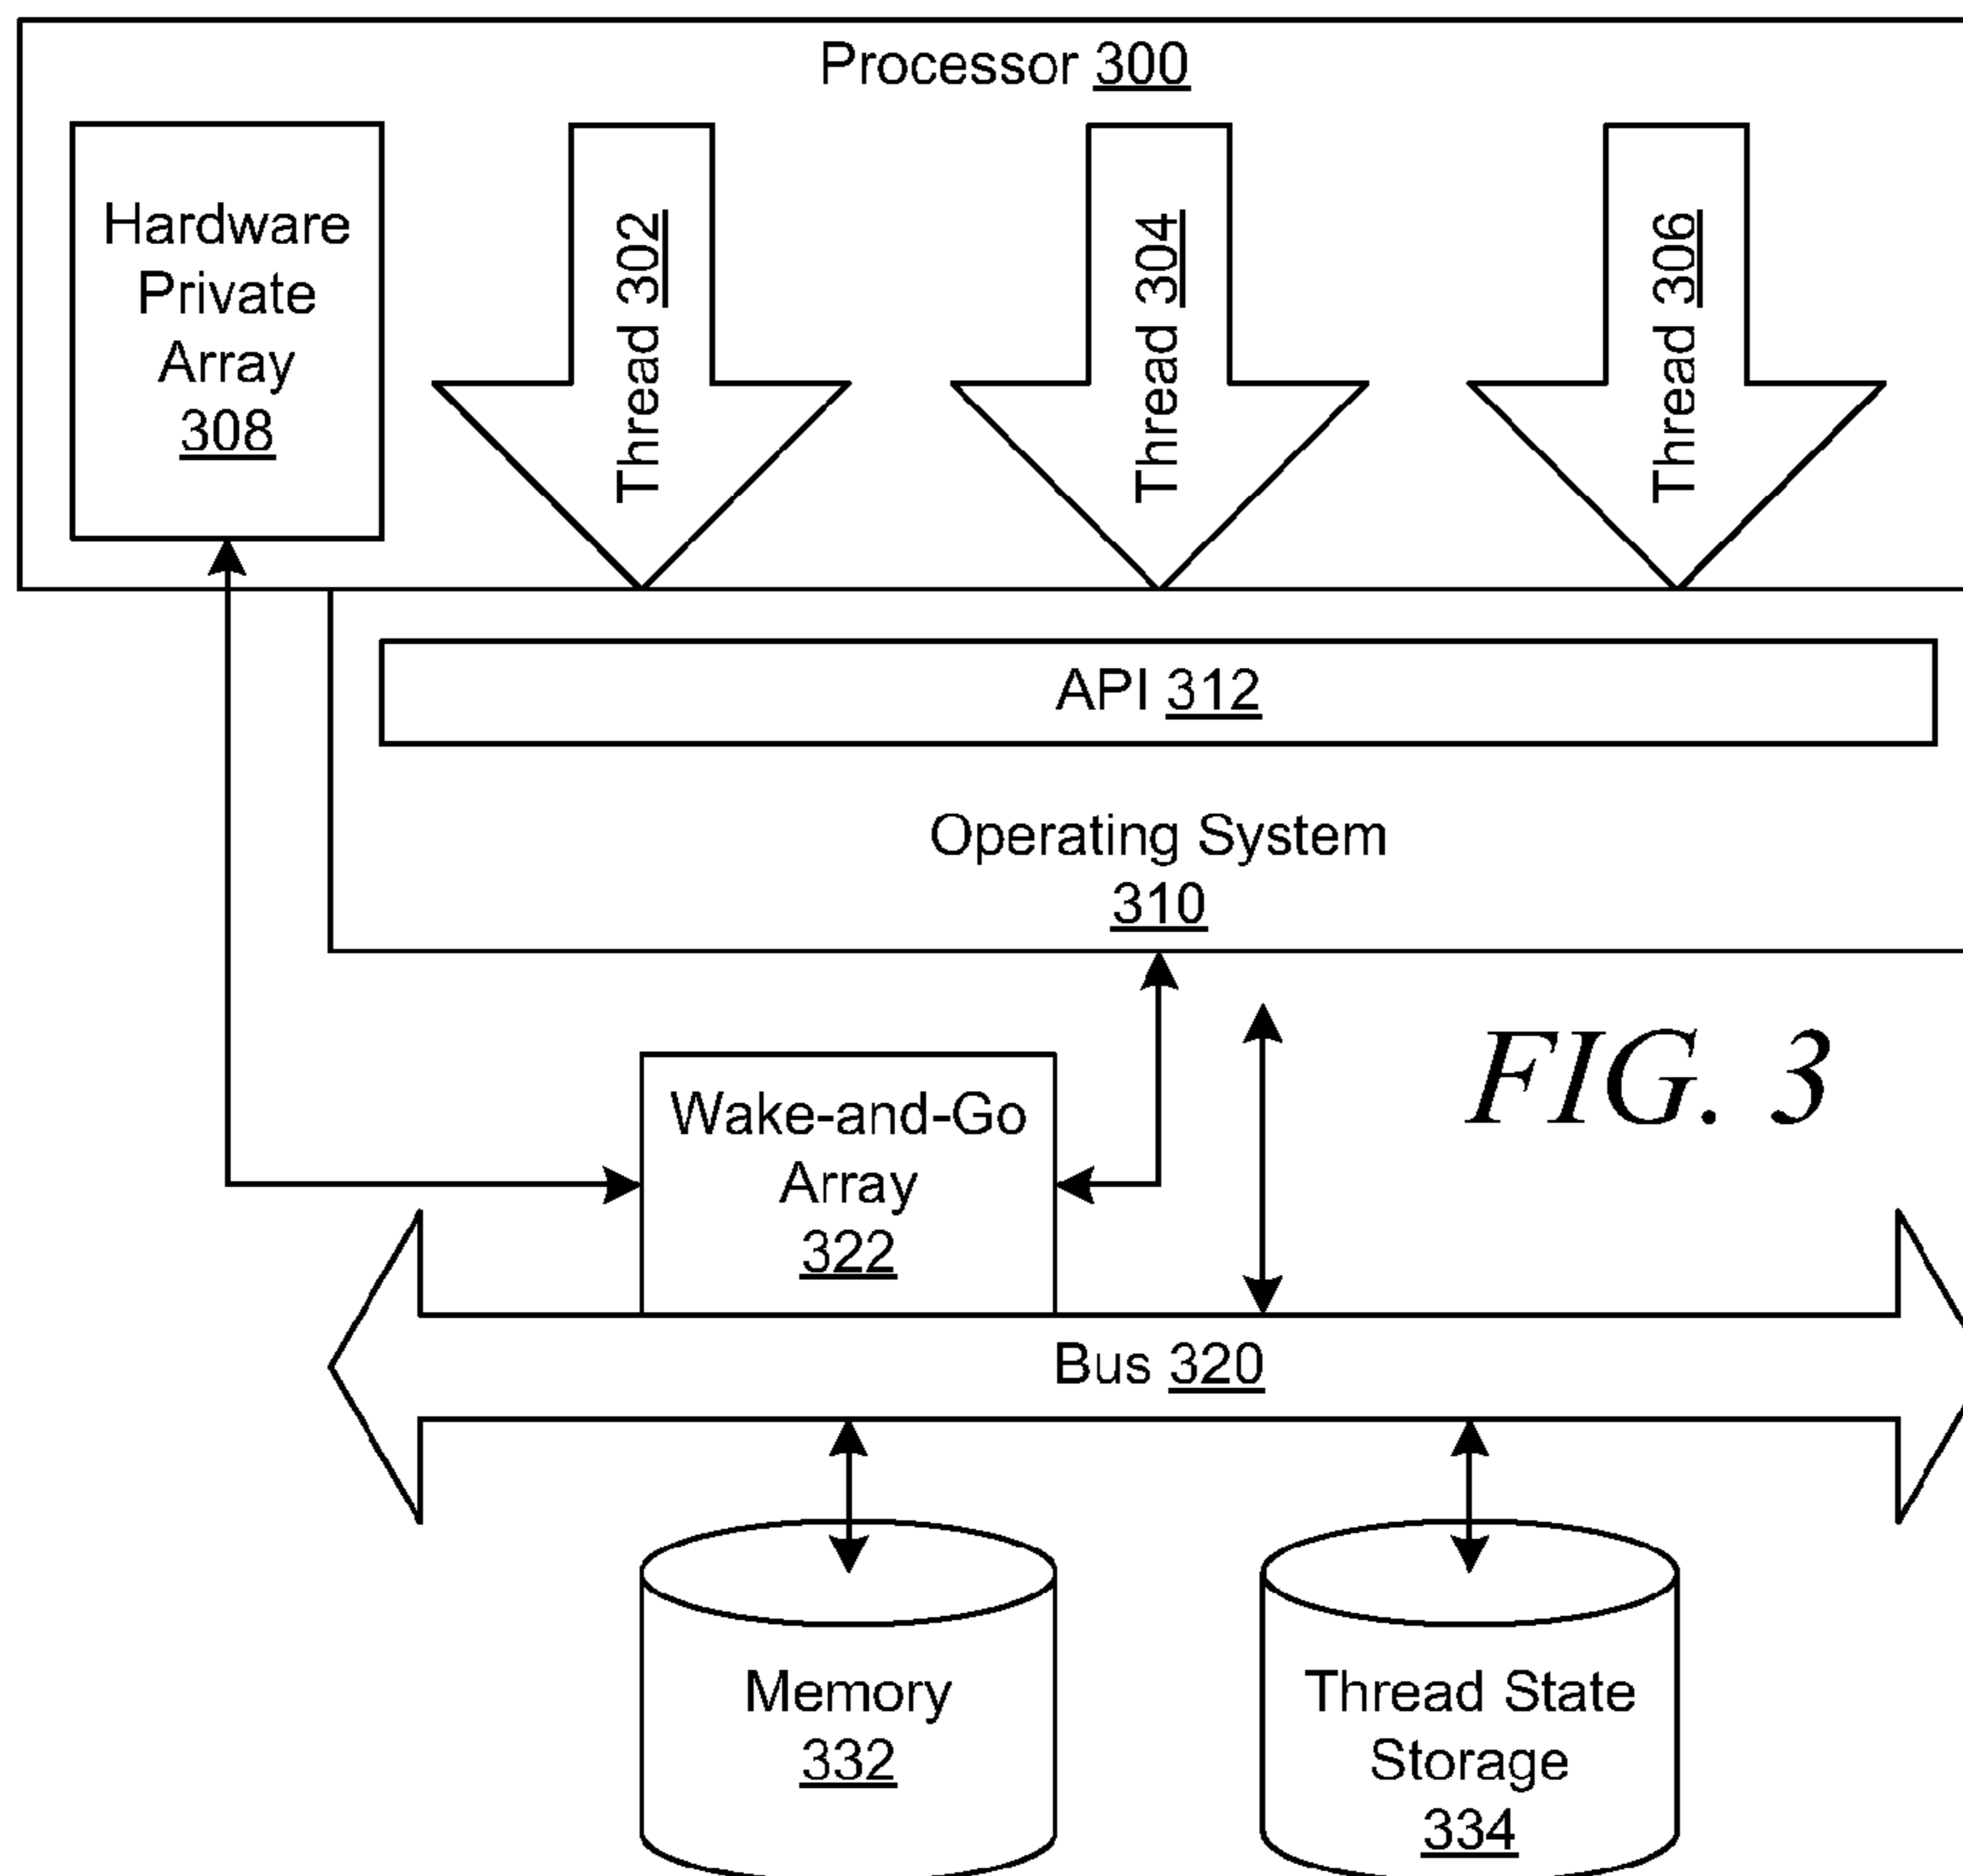 Processor 300
Hardware
Private
Array
308
Thread 302
Thread 304
Thread 306
API 312
Operating System
310
FIG. 3
Wake-and-Go
Array
322
Bus 320
Memory
332
Thread State
Storage
334